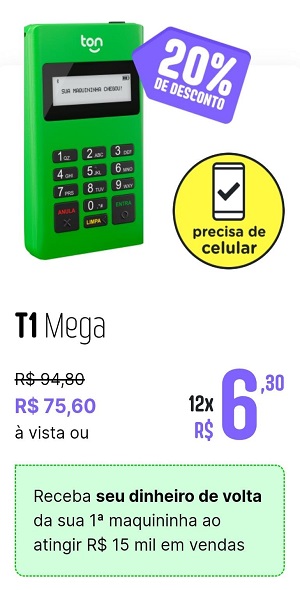 ton
20%
DE DESCONTO
SUA MAQUININHA CHEGOU!
1 QZ. 2 ABC 3 DEF
4 GHI 5 JKL 6 MNO
7 PRS 8 TUV 9 WXY
0
ANULA LIMPA ENTRA
precisa de
celular
T1 Mega
R$ 94,80
R$ 75,60
à vista ou
12x
R$ 6,30
Receba seu dinheiro de volta
da sua 1ª maquininha ao
atingir R$ 15 mil em vendas